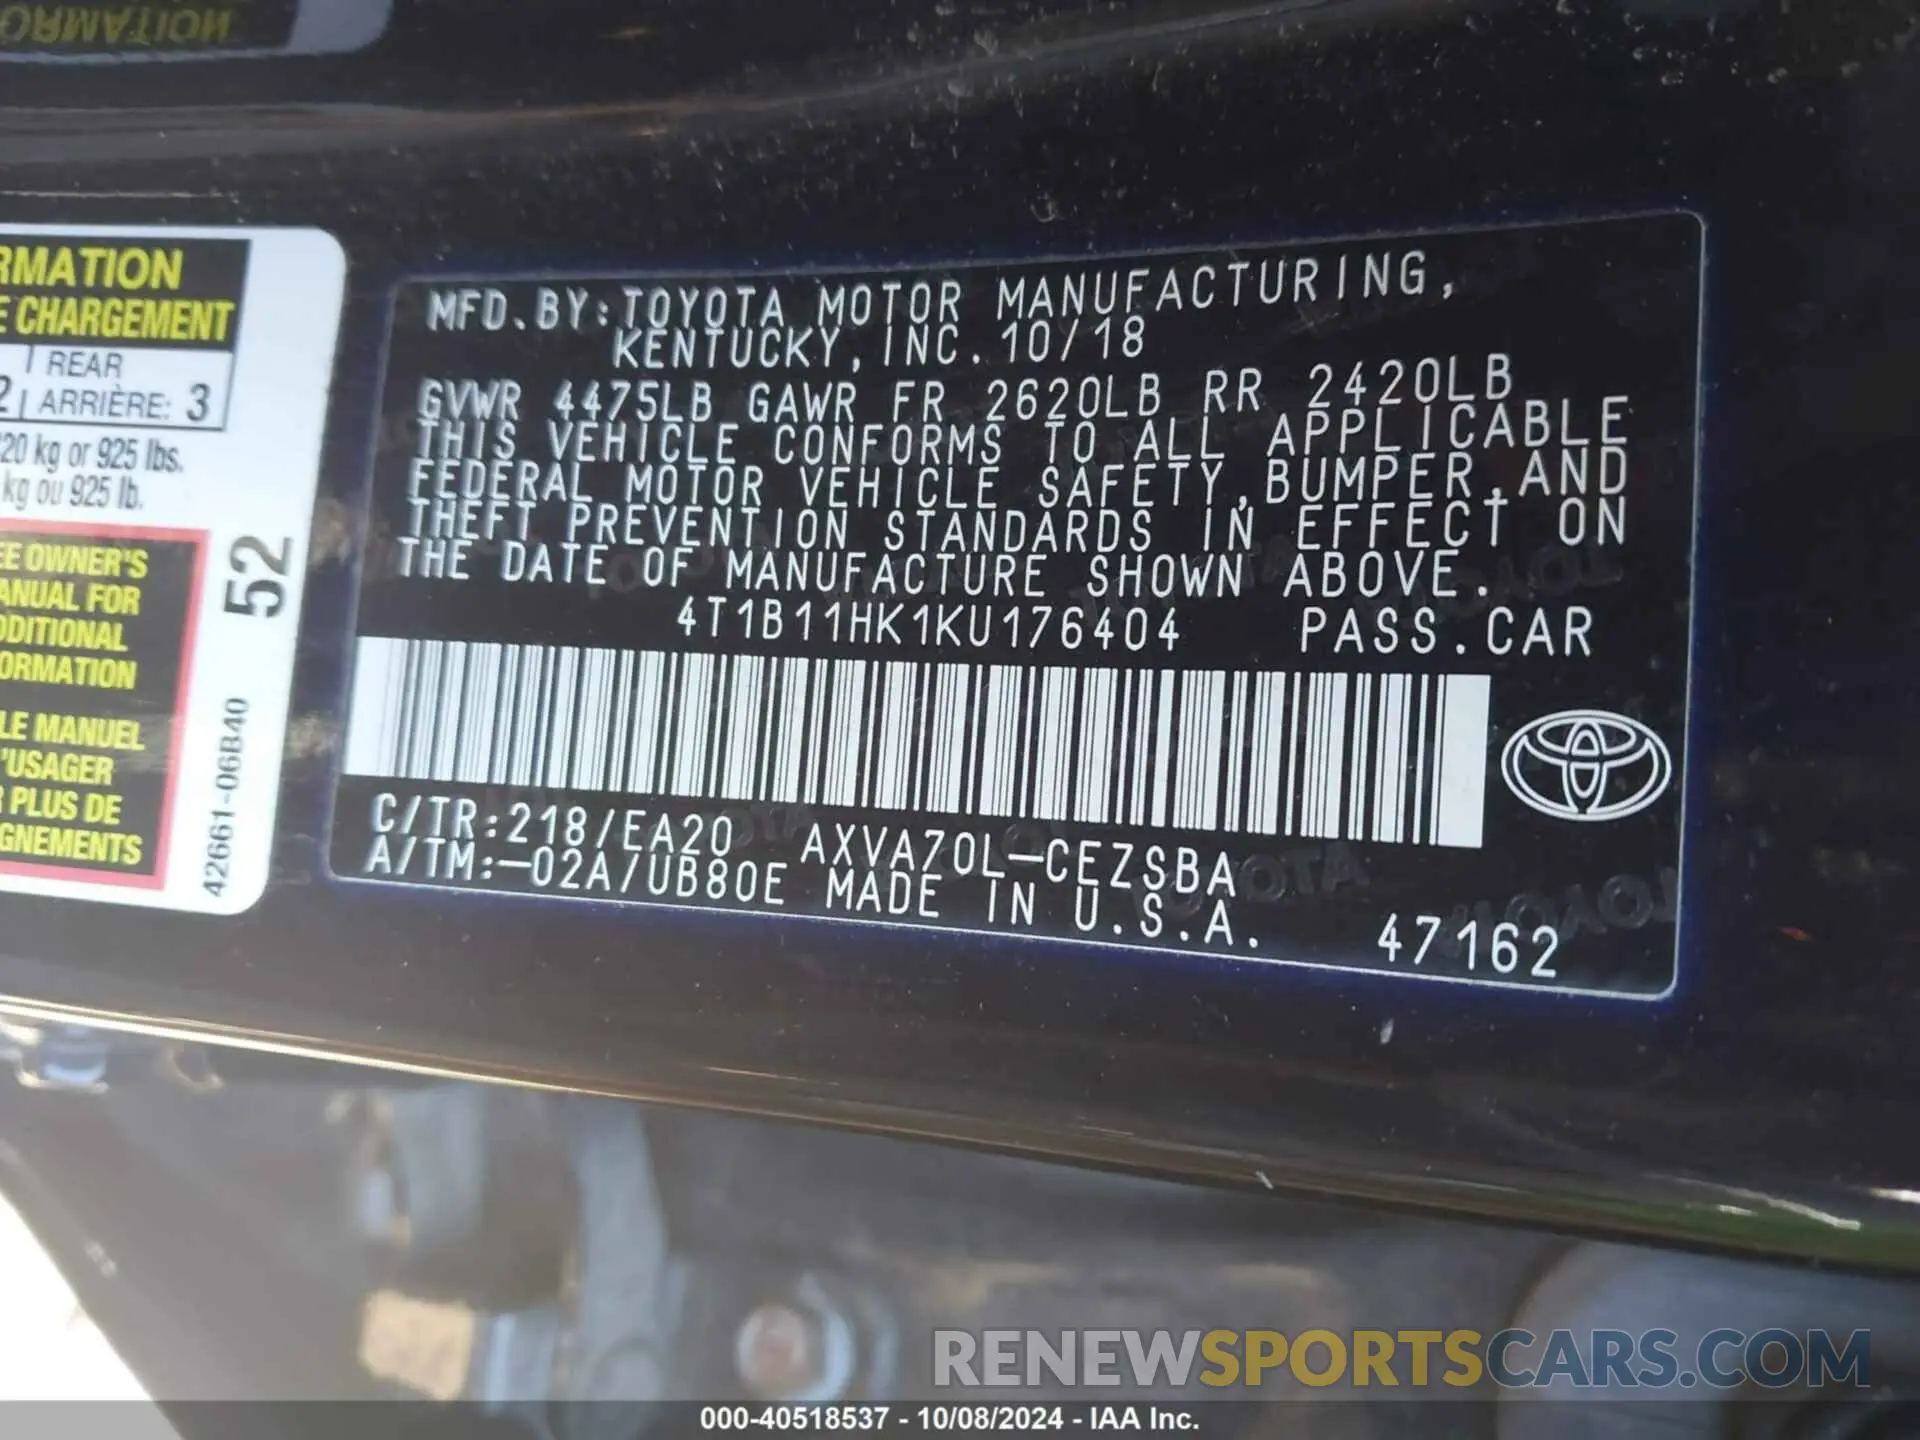 ORMATION
RMATION
E CHARGEMENT
REAR
2 ARRIÈRE: 3
20 kg or 925 lbs.
kg ou 925 lb.
EE OWNER'S
ANUAL FOR
DDITIONAL
ORMATION
LE MANUEL
'USAGER
R PLUS DE
IGNEMENTS
52
42661-06B40
MFD.BY:TOYOTA MOTOR MANUFACTURING,
KENTUCKY,INC.10/18
GVWR 4475LB GAWR FR 2620LB RR 2420LB
THIS VEHICLE CONFORMS TO ALL APPLICABLE
FEDERAL MOTOR VEHICLE SAFETY,BUMPER,AND
THEFT PREVENTION STANDARDS IN EFFECT ON
THE DATE OF MANUFACTURE SHOWN ABOVE.
4T1B11HK1KU176404 PASS.CAR
C/TR:218/EA20 AXVA70L-CEZSBA
A/TM:-02A/UB80E MADE IN U.S.A.
47162
RENEWSPORTSCARS.COM
000-40518537 - 10/08/2024 - IAA Inc.